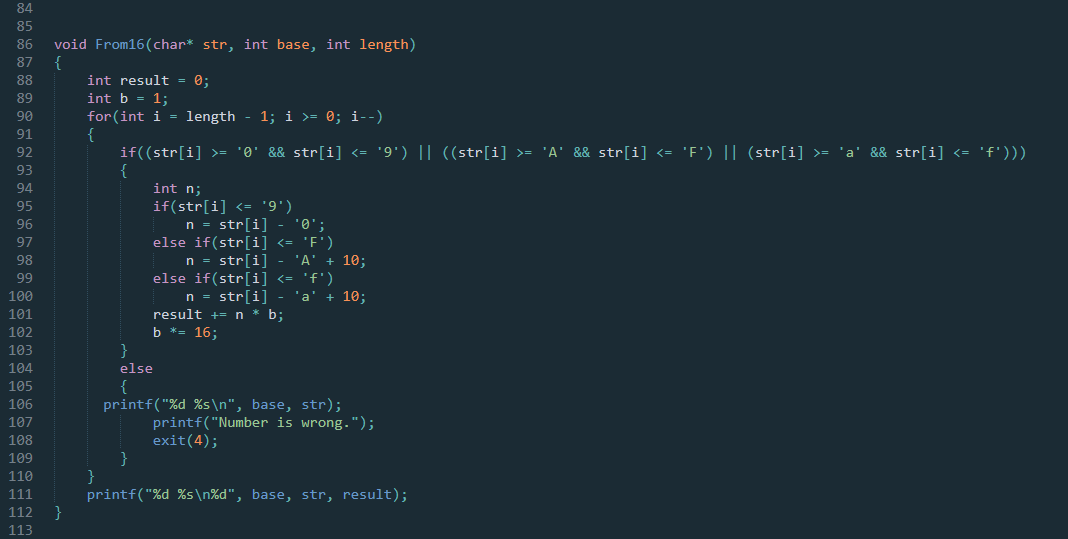 84
85
86 void From16(char* str, int base, int length)
87 {
88     int result = 0;
89     int b = 1;
90     for(int i = length - 1; i >= 0; i--)
91     {
92         if((str[i] >= '0' && str[i] <= '9') || ((str[i] >= 'A' && str[i] <= 'F') || (str[i] >= 'a' && str[i] <= 'f')))
93         {
94             int n;
95             if(str[i] <= '9')
96                 n = str[i] - '0';
97             else if(str[i] <= 'F')
98                 n = str[i] - 'A' + 10;
99             else if(str[i] <= 'f')
100                 n = str[i] - 'a' + 10;
101             result += n * b;
102             b *= 16;
103         }
104         else
105         {
106       printf("%d %s\n", base, str);
107             printf("Number is wrong.");
108             exit(4);
109         }
110     }
111     printf("%d %s\n%d", base, str, result);
112 }
113